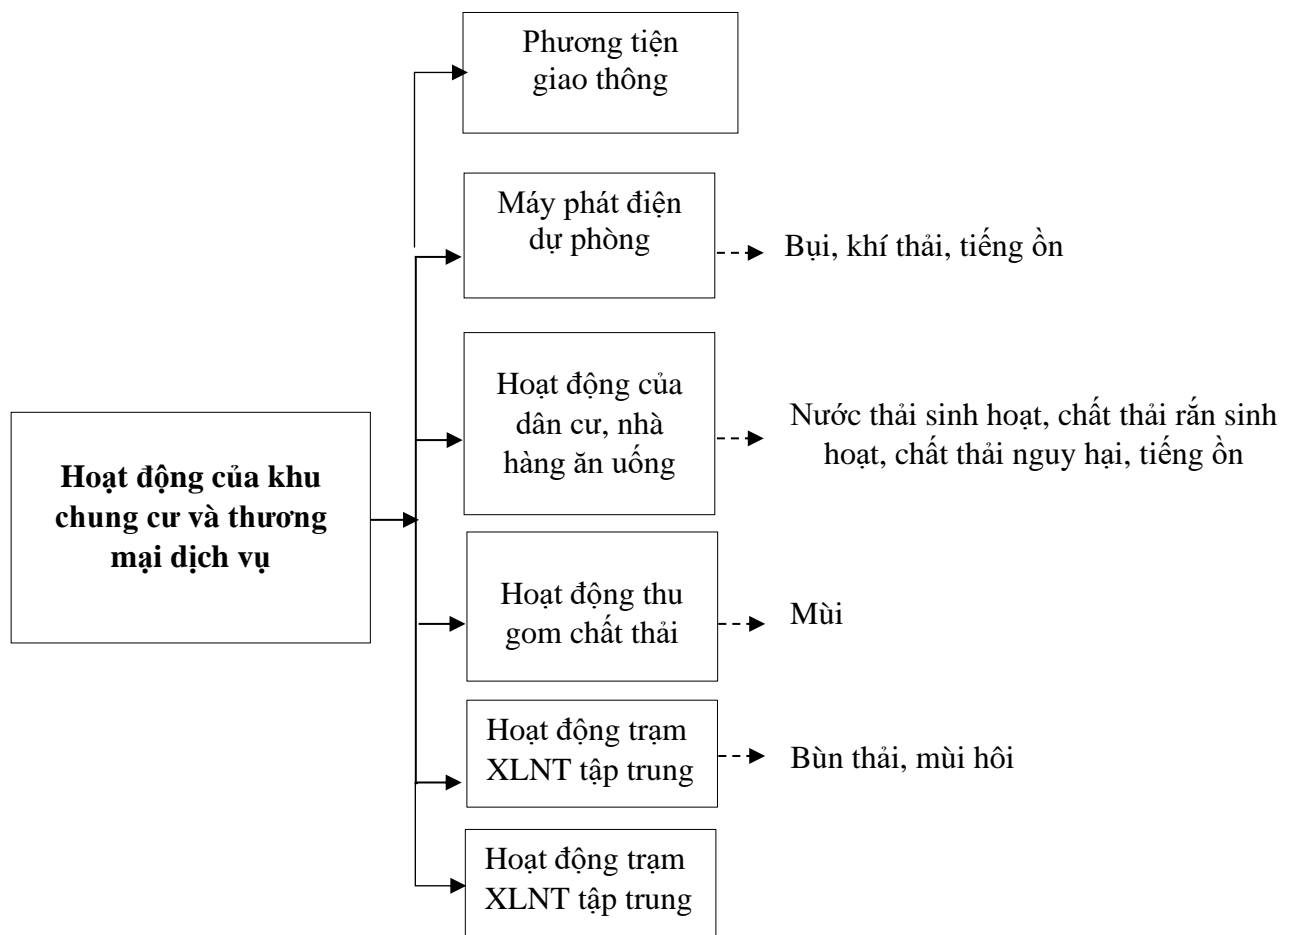 Phương tiện
giao thông
Máy phát điện
dự phòng
Bụi, khí thải, tiếng ồn
Hoạt động của
dân cư, nhà
hàng ăn uống
Nước thải sinh hoạt, chất thải rắn sinh
hoạt, chất thải nguy hại, tiếng ồn
Hoạt động của khu
chung cư và thương
mại dịch vụ
Hoạt động thu
gom chất thải
Mùi
Hoạt động trạm
XLNT tập trung
Bùn thải, mùi hôi
Hoạt động trạm
XLNT tập trung